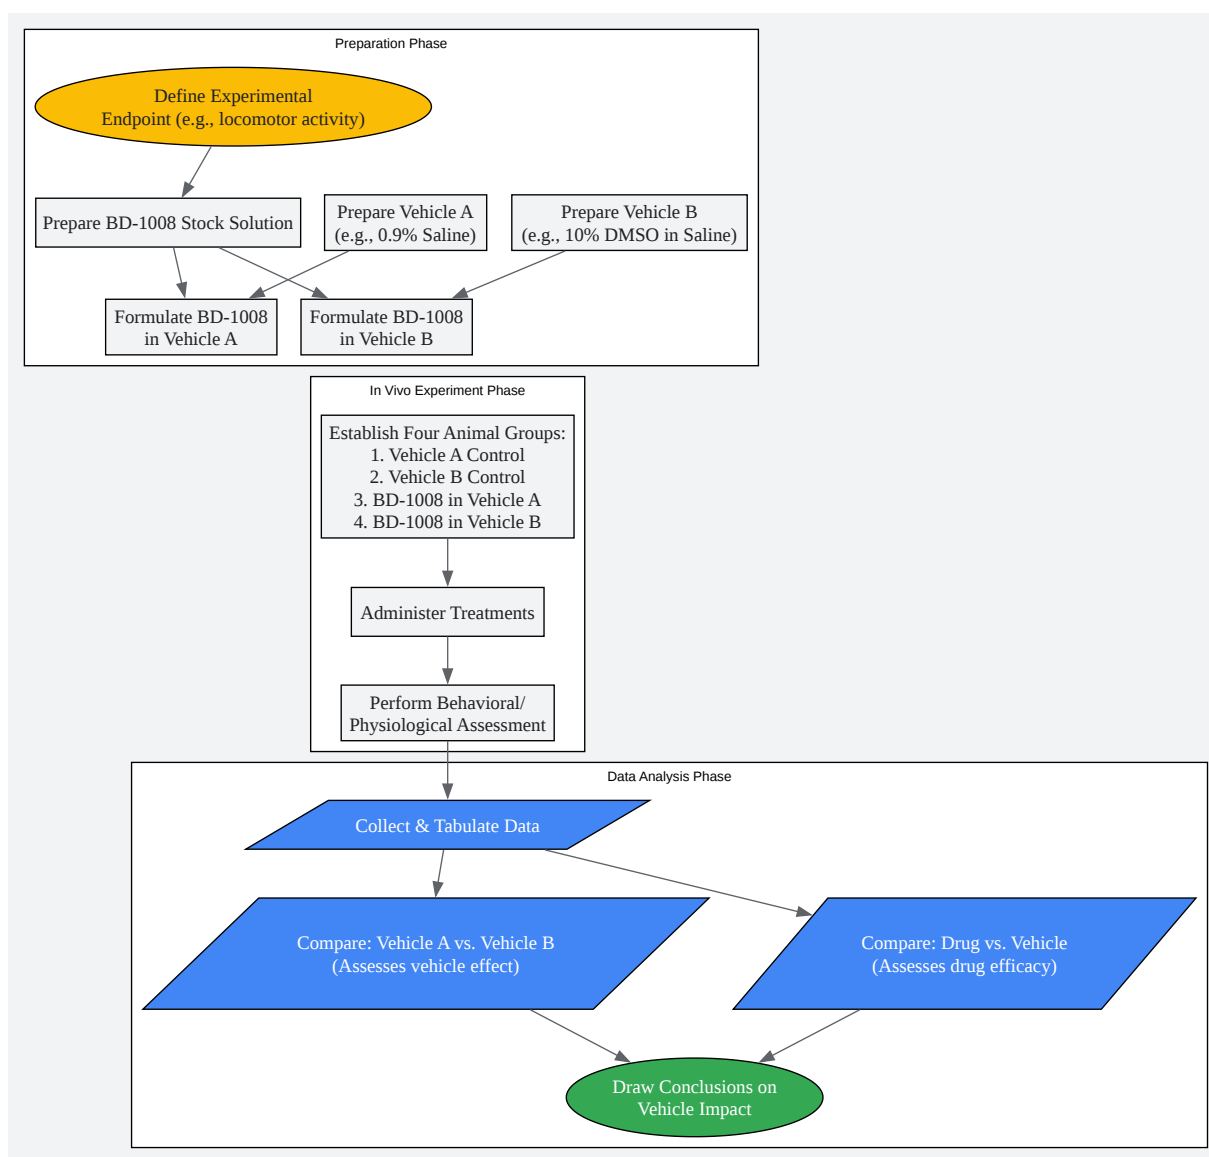 Preparation Phase
Define Experimental
Endpoint (e.g., locomotor activity)
Prepare BD-1008 Stock Solution
Prepare Vehicle A
(e.g., 0.9% Saline)
Prepare Vehicle B
(e.g., 10% DMSO in Saline)
Formulate BD-1008
in Vehicle A
Formulate BD-1008
in Vehicle B
In Vivo Experiment Phase
Establish Four Animal Groups:
1. Vehicle A Control
2. Vehicle B Control
3. BD-1008 in Vehicle A
4. BD-1008 in Vehicle B
Administer Treatments
Perform Behavioral/
Physiological Assessment
Data Analysis Phase
Collect & Tabulate Data
Compare: Vehicle A vs. Vehicle B
(Assesses vehicle effect)
Compare: Drug vs. Vehicle
(Assesses drug efficacy)
Draw Conclusions on
Vehicle Impact